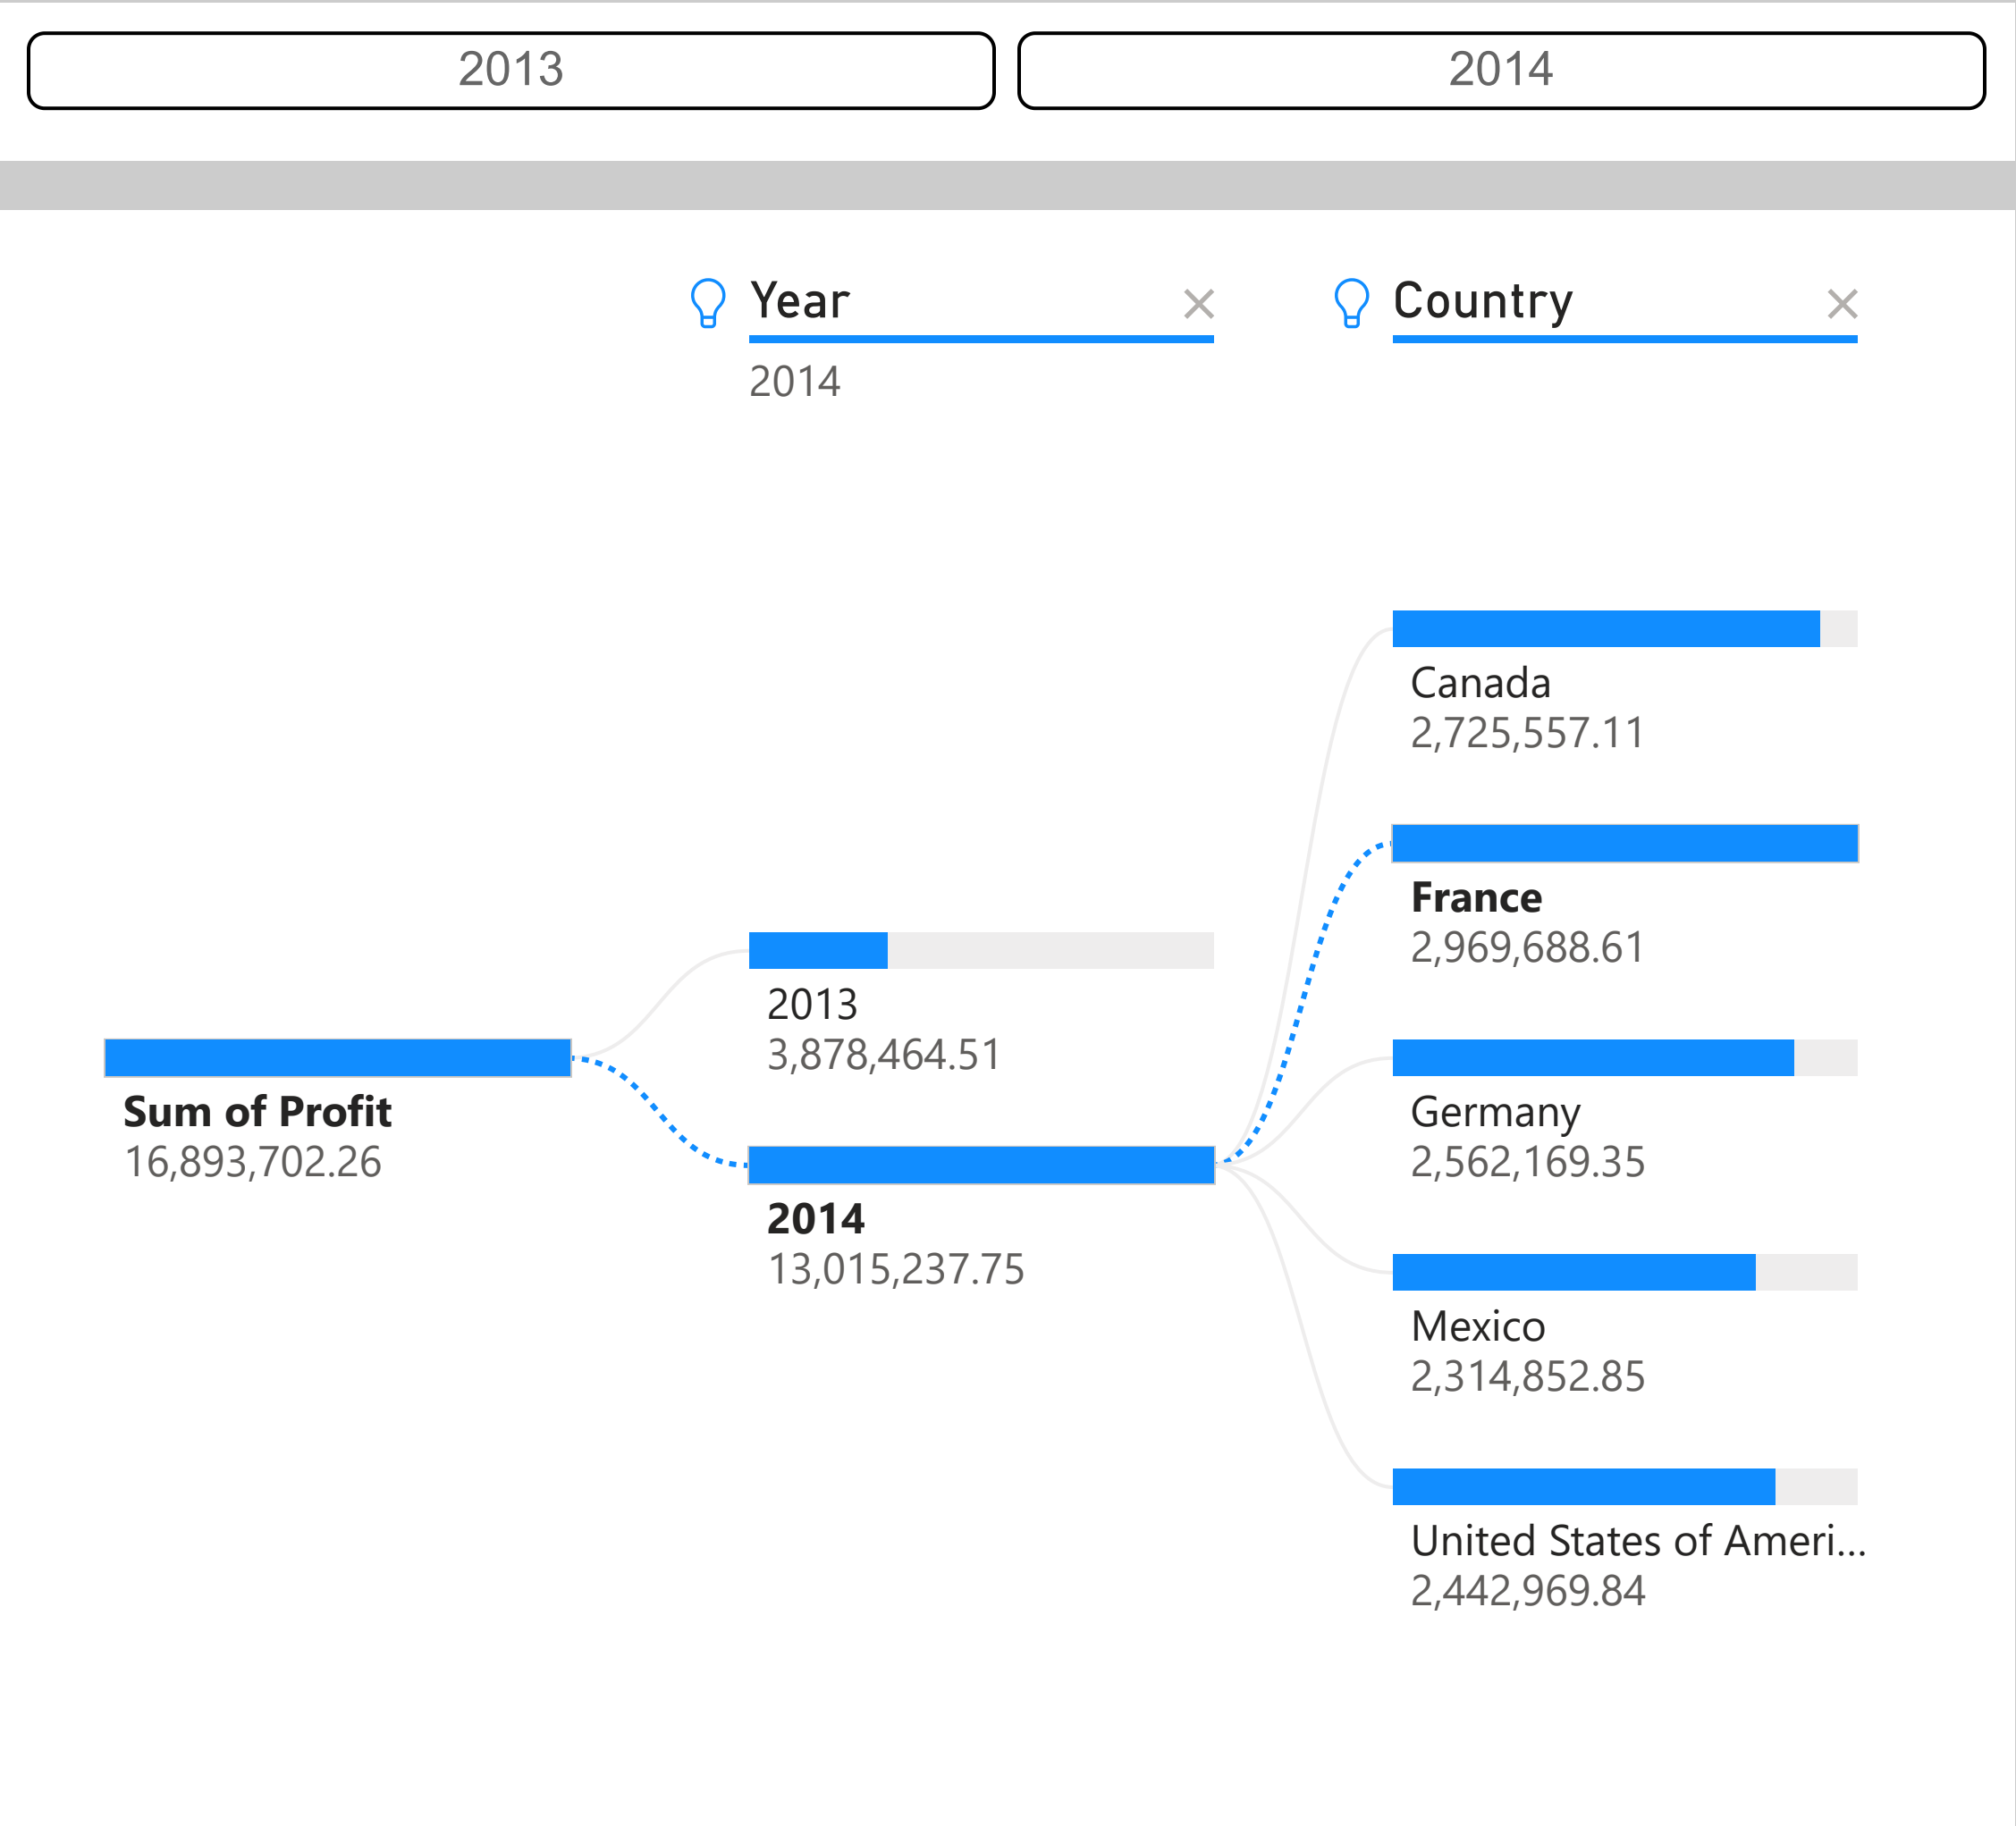 2013
2014
Year
Country
2014
Canada
2,725,557.11
France
2,969,688.61
2013
3,878,464.51
Sum of Profit
16,893,702.26
Germany
2,562,169.35
2014
13,015,237.75
Mexico
2,314,852.85
United States of Ameri...
2,442,969.84